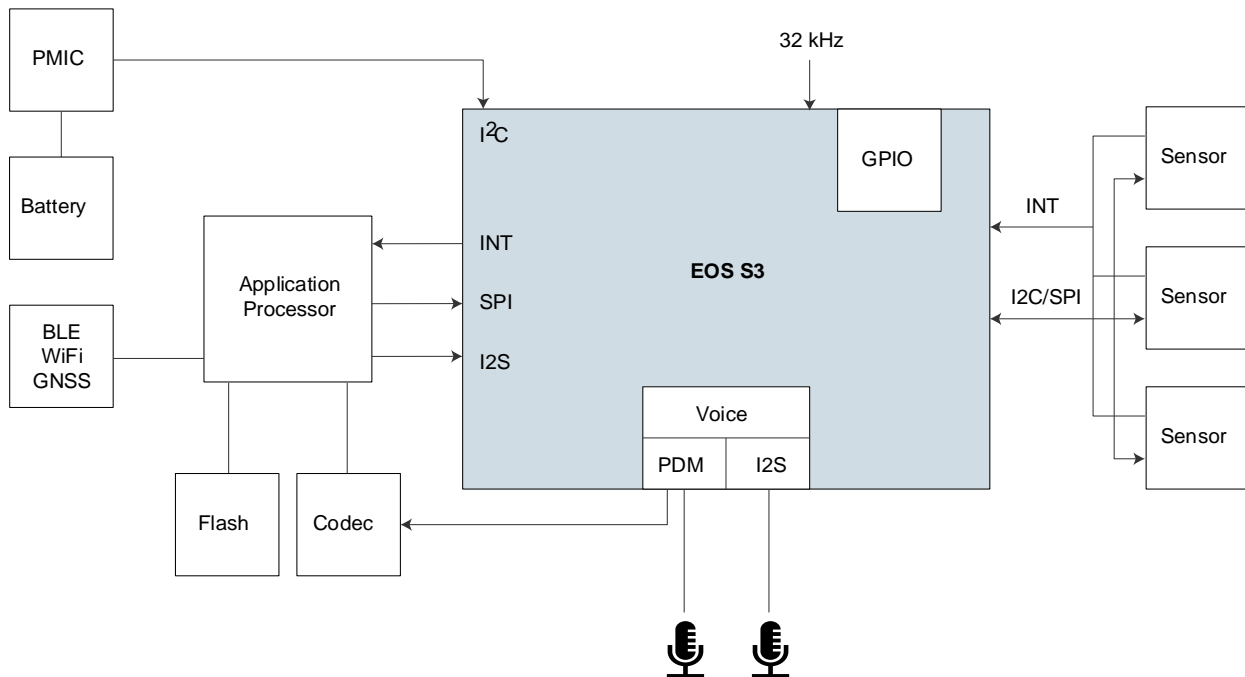 32 kHz
PMIC
I²C
GPIO
Sensor
Battery
INT
INT
Application
Processor
EOS S3
SPI
I2C/SPI
Sensor
BLE
WiFi
GNSS
I2S
Voice
PDM
I2S
Sensor
Flash
Codec